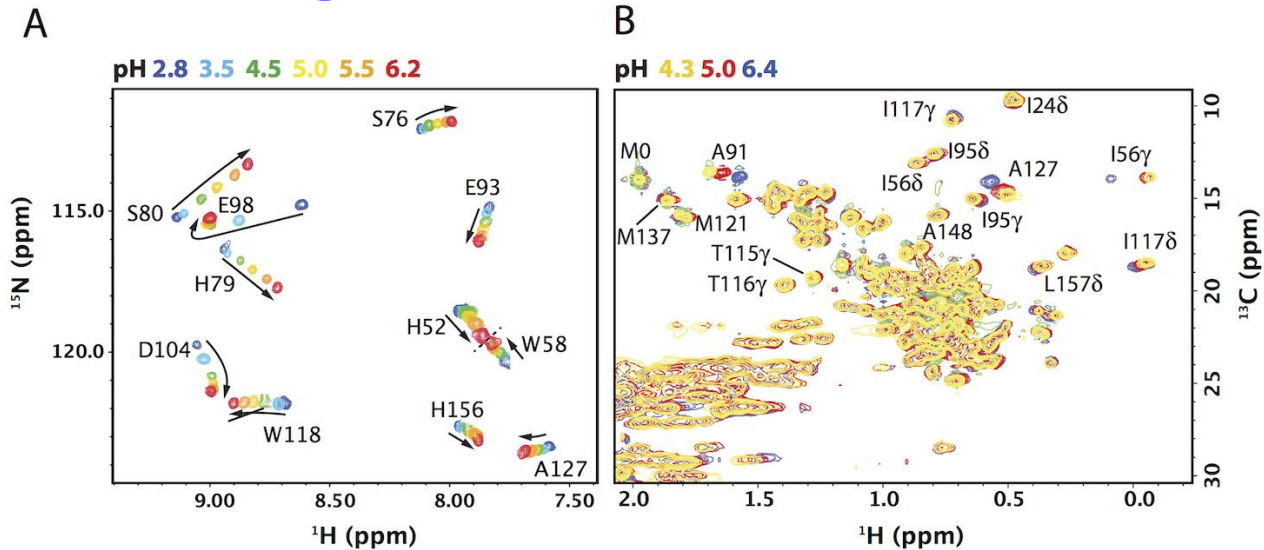 A
B
pH 2.8 3.5 4.5 5.0 5.5 6.2
pH 4.3 5.0 6.4
S76
S80
E98
E93
H79
H52
W58
D104
W118
H156
A127
115.0
120.0
15N (ppm)
9.00 8.50 8.00 7.50
1H (ppm)
I117γ
I24δ
M0
A91
I95δ
A127
I56γ
I56δ
M121
I95γ
M137
A148
T115γ
I117δ
T116γ
L157δ
10
15
20
25
30
13C (ppm)
2.0 1.5 1.0 0.5 0.0
1H (ppm)